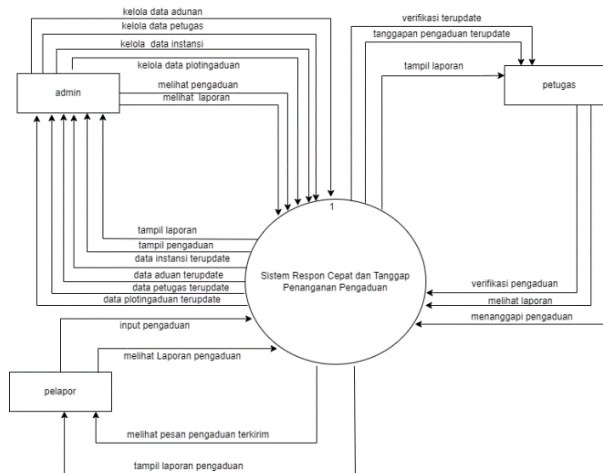 kelola data adunan
kelola data petugas
kelola data instansi
kelola data plotingaduan
admin
melihat pengaduan
melihat laporan
verifikasi terupdate
tanggapan pengaduan terupdate
tampil laporan
petugas
1
Sistem Respon Cepat dan Tanggap
Penanganan Pengaduan
tampil laporan
tampil pengaduan
data instansi terupdate
data aduan terupdate
data petugas terupdate
data plotingaduan terupdate
verifikasi pengaduan
melihat laporan
menanggapi pengaduan
input pengaduan
melihat Laporan pengaduan
pelapor
melihat pesan pengaduan terkirim
tampil laporan pengaduan